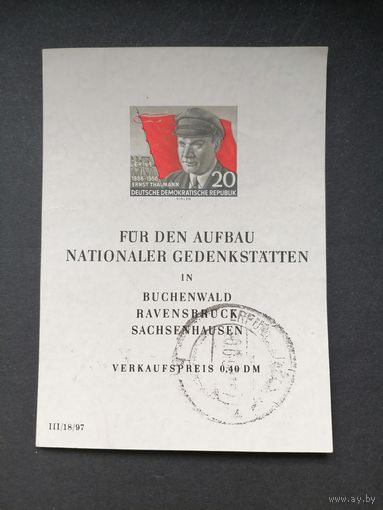 1886-1956
ERNST THÄLMANN
20
DEUTSCHE DEMOKRATISCHE REPUBLIK
FÜR DEN AUFBAU
NATIONALER GEDENKSTÄTTEN
IN
BUCHENWALD
RAVENSBRÜCK
SACHSENHAUSEN
VERKAUFSPREIS 0,40 DM
III/18/97
www.ay.by